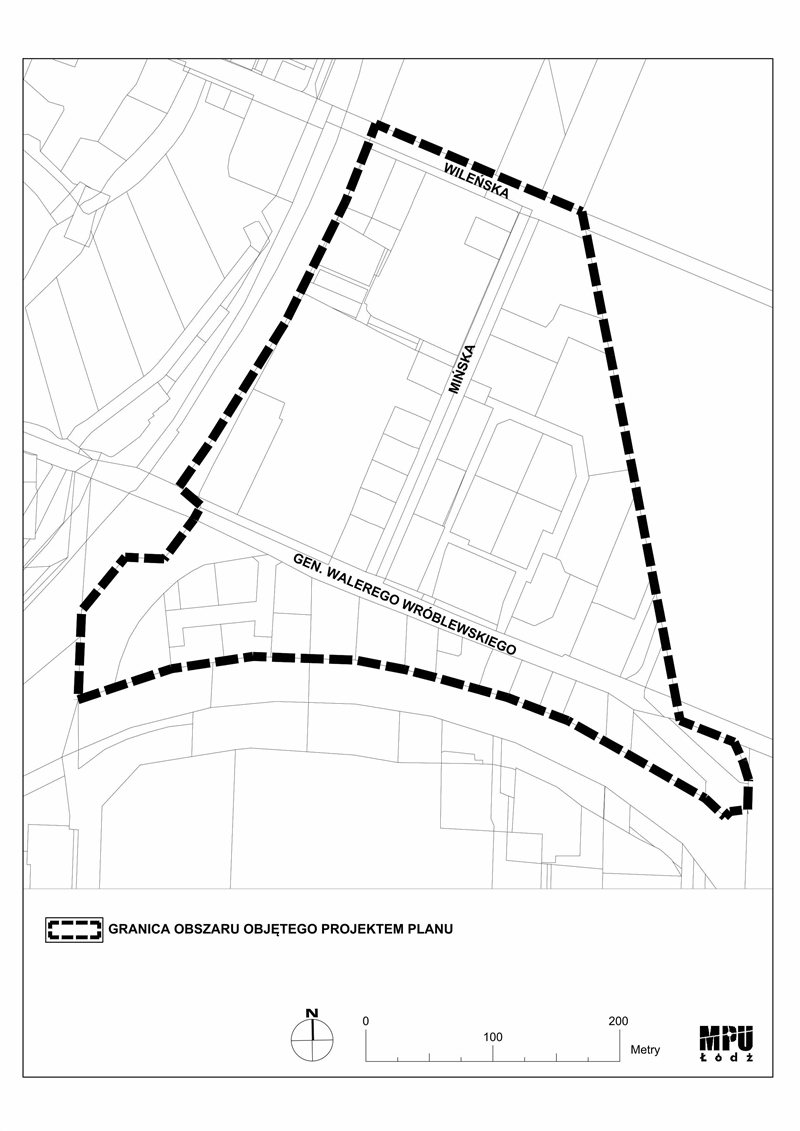 WILEŃSKA
MIŃSKA
GEN. WALEREGO WRÓBLEWSKIEGO
GRANICA OBSZARU OBJĘTEGO PROJEKTEM PLANU
N
0
100
200
Metry
MPU
Łódź